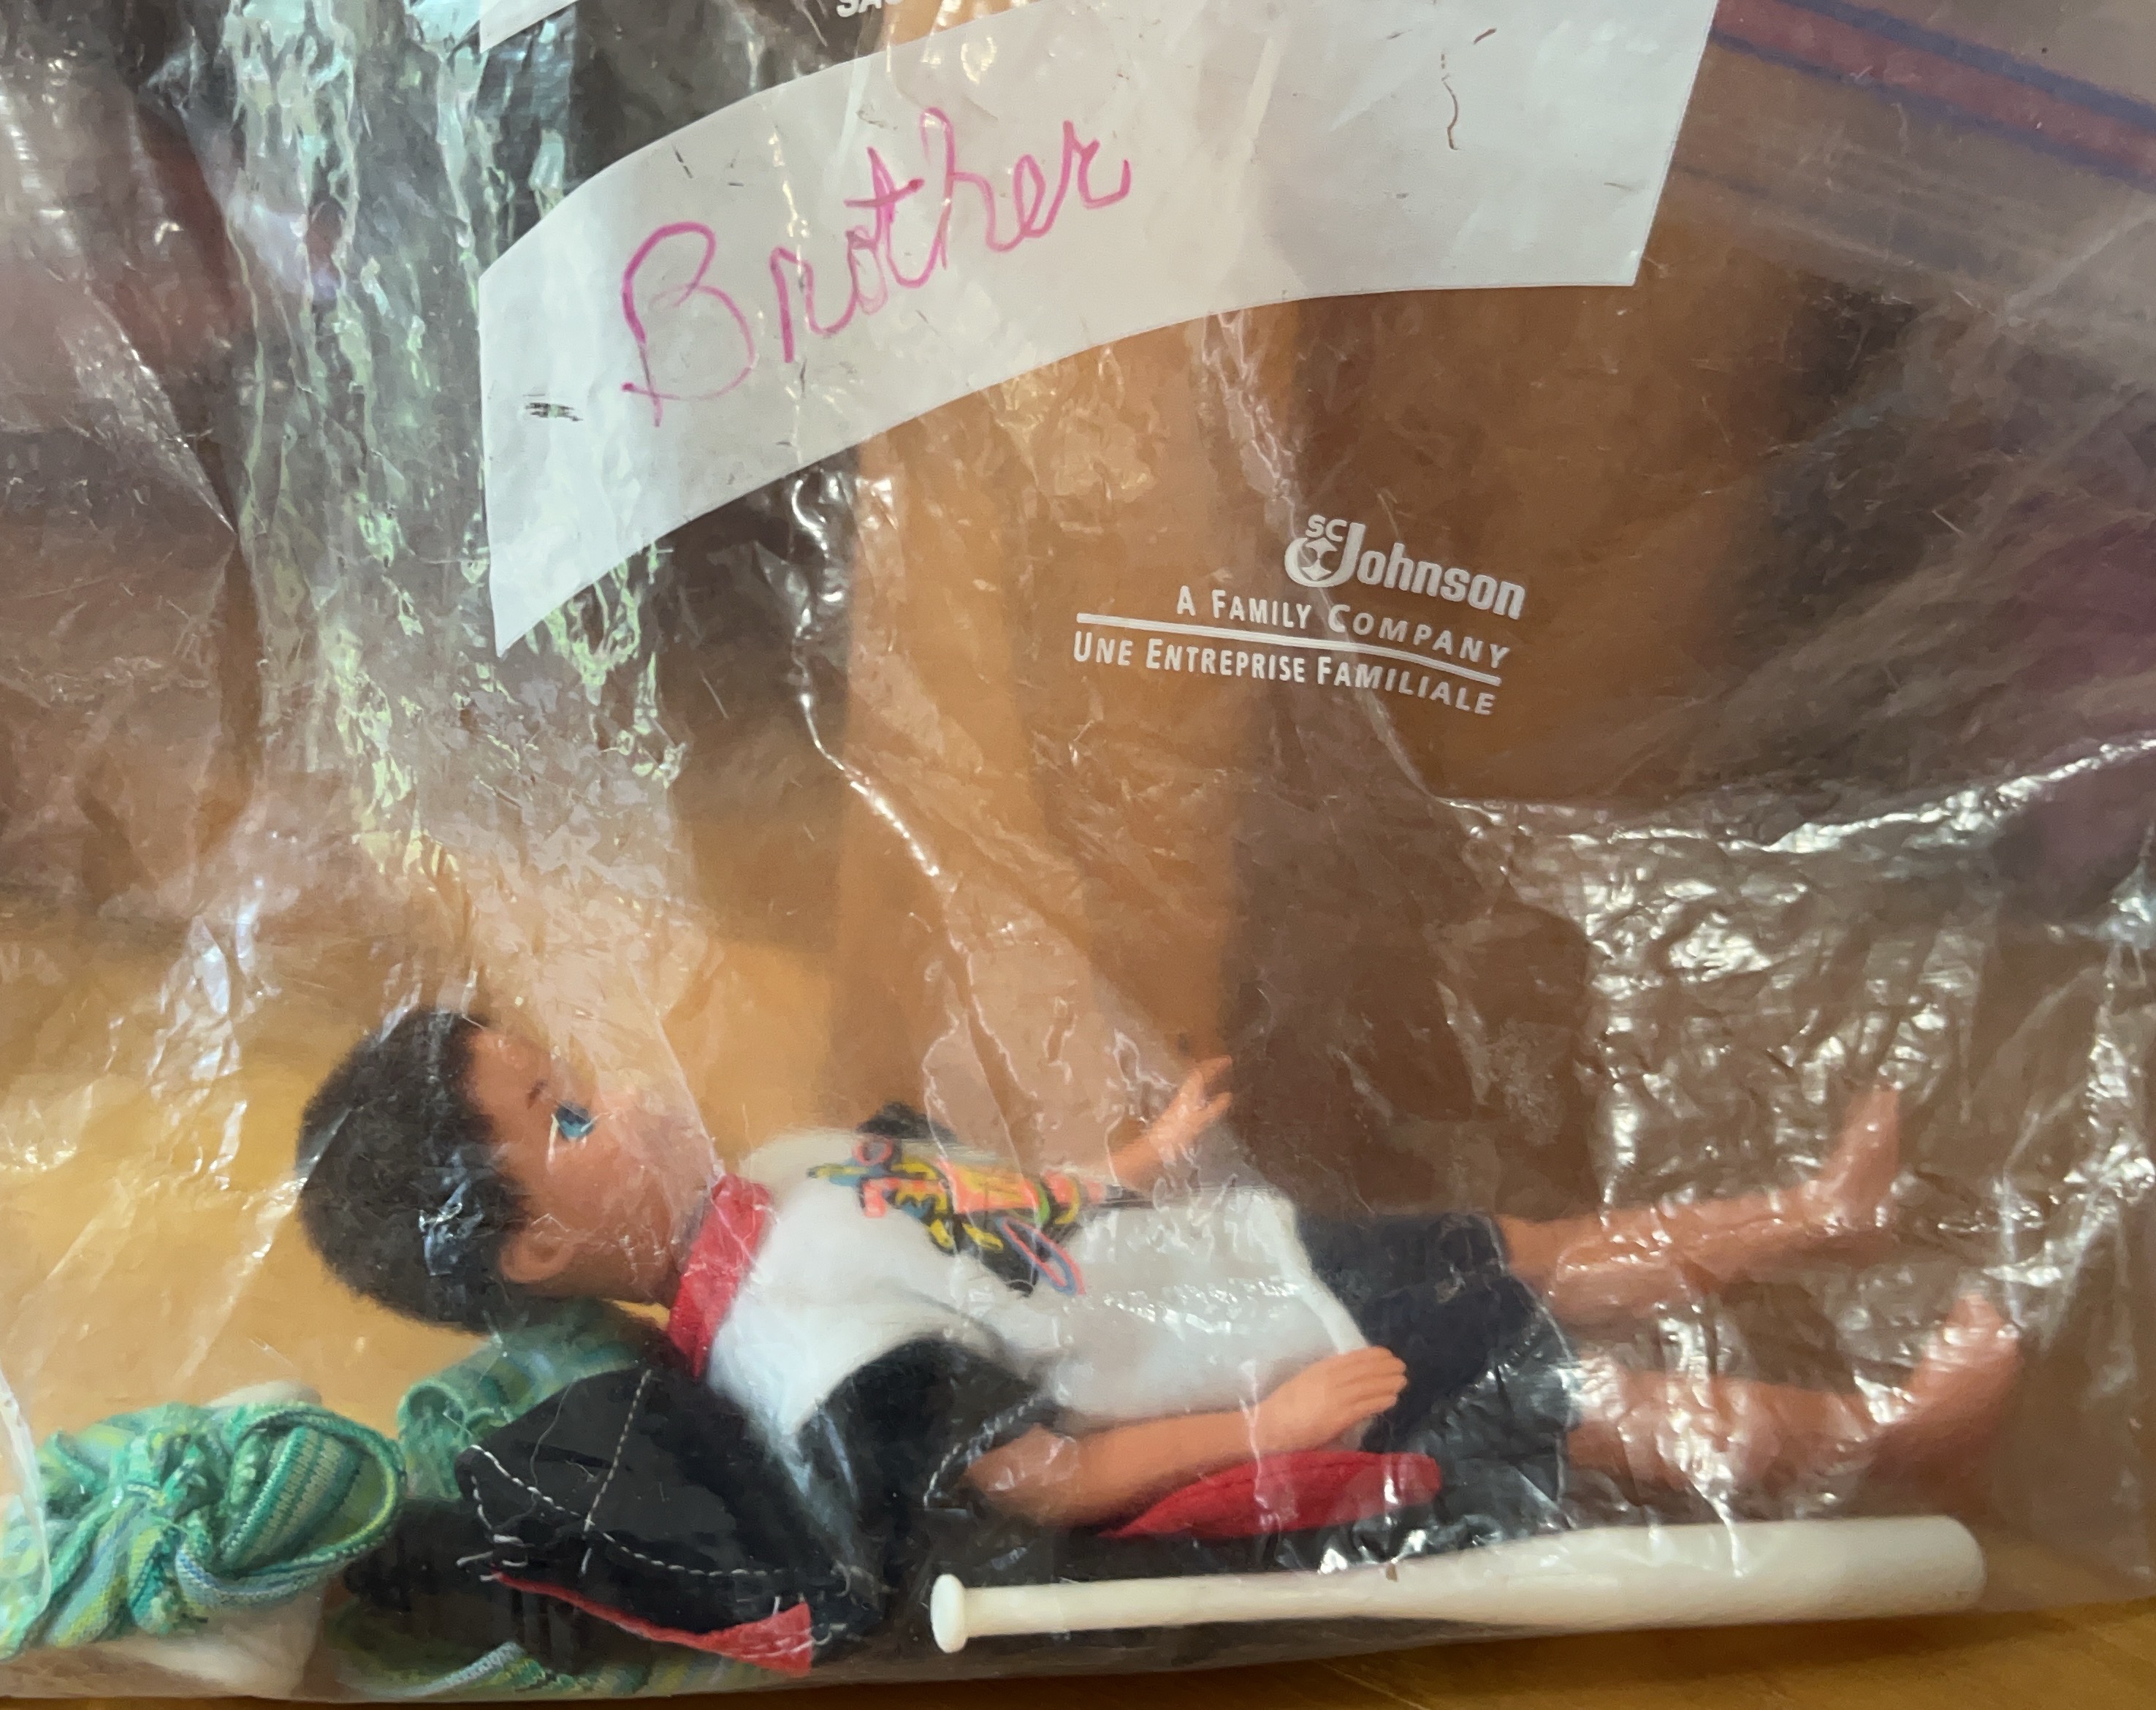 Brother
SC Johnson
A FAMILY COMPANY
UNE ENTREPRISE FAMILIALE